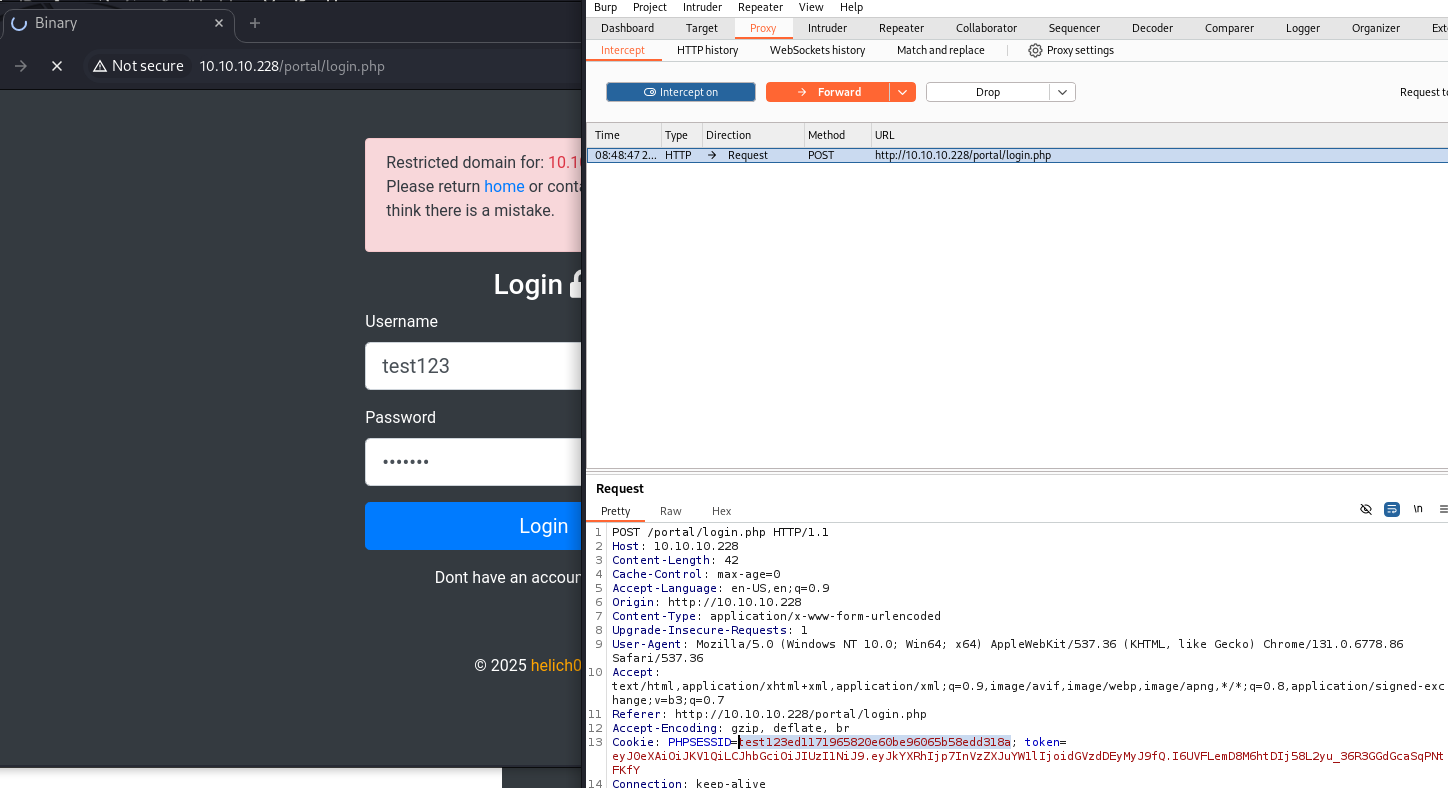 Binary
Not secure 10.10.10.228/portal/login.php
Restricted domain for: 10.10
Please return home or conta
think there is a mistake.
Login
Username
test123
Password
•••••••
Login
Dont have an accoun
© 2025 helich0
Burp Project Intruder Repeater View Help
Dashboard Target Proxy Intruder Repeater Collaborator Sequencer Decoder Comparer Logger Organizer Exte
Intercept HTTP history WebSockets history Match and replace Proxy settings
Intercept on Forward Drop Request to
Time Type Direction Method URL
08:48:47 2... HTTP → Request POST http://10.10.10.228/portal/login.php
Request
Pretty Raw Hex \n
1 POST /portal/login.php HTTP/1.1
2 Host: 10.10.10.228
3 Content-Length: 42
4 Cache-Control: max-age=0
5 Accept-Language: en-US,en;q=0.9
6 Origin: http://10.10.10.228
7 Content-Type: application/x-www-form-urlencoded
8 Upgrade-Insecure-Requests: 1
9 User-Agent: Mozilla/5.0 (Windows NT 10.0; Win64; x64) AppleWebKit/537.36 (KHTML, like Gecko) Chrome/131.0.6778.86
Safari/537.36
10 Accept:
text/html,application/xhtml+xml,application/xml;q=0.9,image/avif,image/webp,image/apng,*/*;q=0.8,application/signed-exc
hange;v=b3;q=0.7
11 Referer: http://10.10.10.228/portal/login.php
12 Accept-Encoding: gzip, deflate, br
13 Cookie: PHPSESSID=test123ed1171965820e60be96065b58edd318a; token=
eyJ0eXAiOiJKV1QiLCJhbGciOiJIUzI1NiJ9.eyJkYXRhIjp7InVzZXJuYW1lIjoidGVzdDEyMyJ9fQ.I6UVFLemD8M6htDIj58L2yu_36R3GGdGcaSqPNt
FKfY
14 Connection: keep-alive